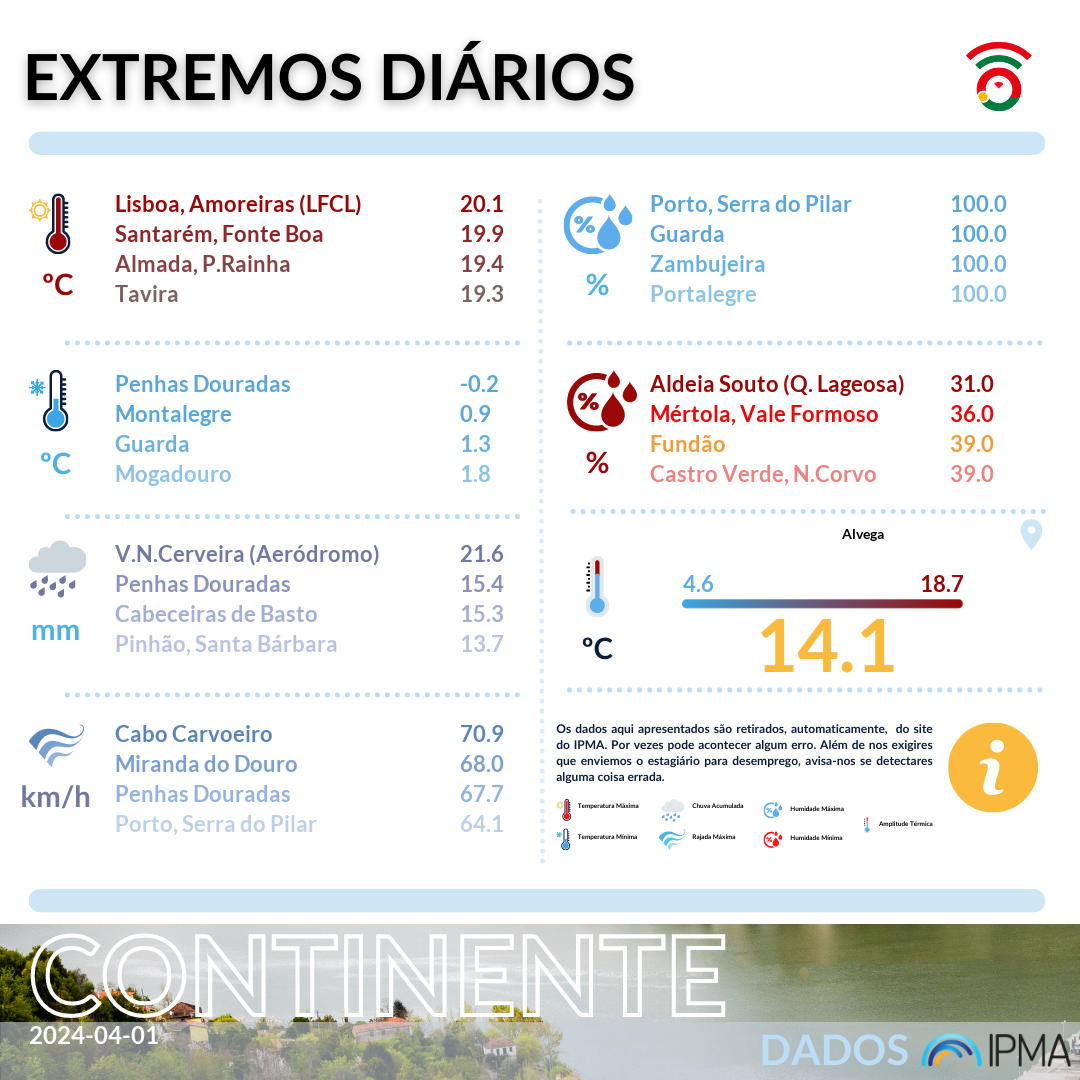 EXTREMOS DIÁRIOS
Lisboa, Amoreiras (LFCL) 20.1
Santarém, Fonte Boa 19.9
Almada, P.Rainha 19.4
Tavira 19.3
ºC
Penhas Douradas -0.2
Montalegre 0.9
Guarda 1.3
Mogadouro 1.8
ºC
V.N.Cerveira (Aeródromo) 21.6
Penhas Douradas 15.4
Cabeceiras de Basto 15.3
Pinhão, Santa Bárbara 13.7
mm
Cabo Carvoeiro 70.9
Miranda do Douro 68.0
Penhas Douradas 67.7
Porto, Serra do Pilar 64.1
km/h
%
Porto, Serra do Pilar 100.0
Guarda 100.0
Zambujeira 100.0
Portalegre 100.0
%
%
Aldeia Souto (Q. Lageosa) 31.0
Mértola, Vale Formoso 36.0
Fundão 39.0
Castro Verde, N.Corvo 39.0
%
Alvega
4.6 18.7
14.1
ºC
Os dados aqui apresentados são retirados, automaticamente, do site
do IPMA. Por vezes pode acontecer algum erro. Além de nos exigires
que enviemos o estagiário para desemprego, avisa-nos se detectares
alguma coisa errada.
i
Temperatura Máxima
Chuva Acumulada
Humidade Máxima
Amplitude Térmica
Temperatura Mínima
Rajada Máxima
Humidade Mínima
CONTINENTE
2024-04-01
DADOS IPMA